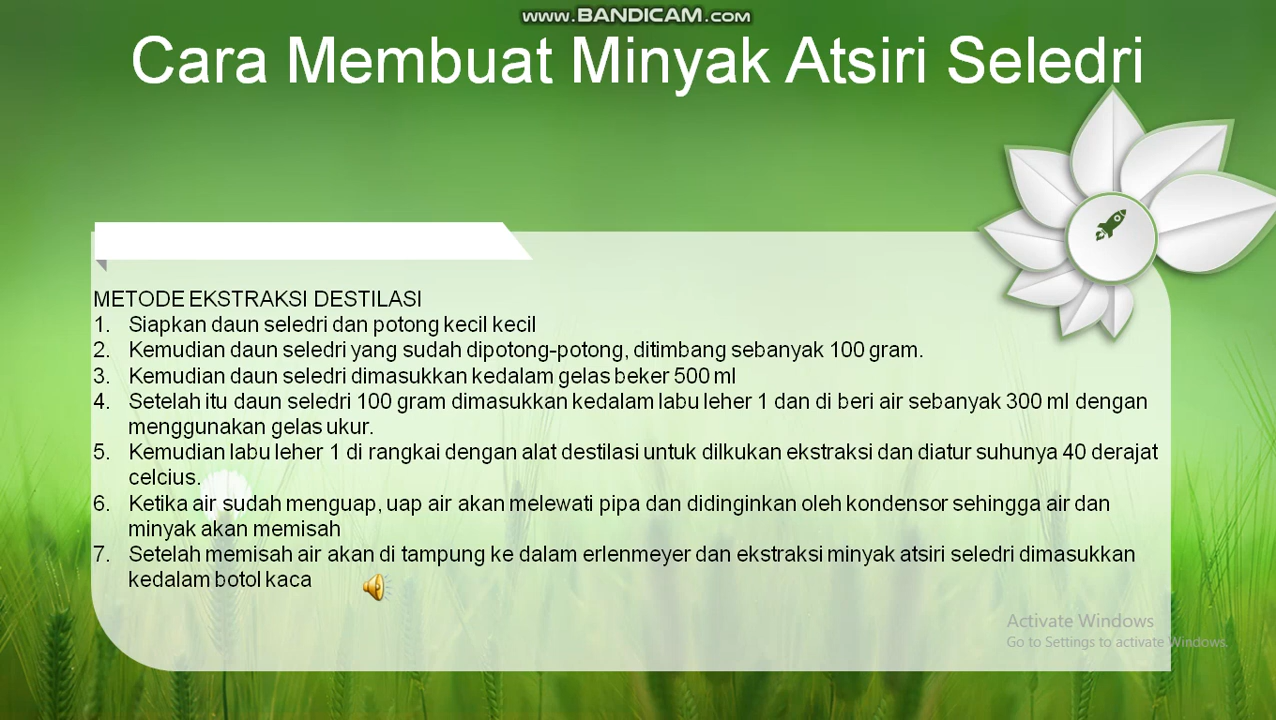 www.BANDICAM.com
Cara Membuat Minyak Atsiri Seledri
METODE EKSTRAKSI DESTILASI
1. Siapkan daun seledri dan potong kecil kecil
2. Kemudian daun seledri yang sudah dipotong-potong, ditimbang sebanyak 100 gram.
3. Kemudian daun seledri dimasukkan kedalam gelas beker 500 ml
4. Setelah itu daun seledri 100 gram dimasukkan kedalam labu leher 1 dan di beri air sebanyak 300 ml dengan
menggunakan gelas ukur.
5. Kemudian labu leher 1 di rangkai dengan alat destilasi untuk dilkukan ekstraksi dan diatur suhunya 40 derajat
celcius.
6. Ketika air sudah menguap, uap air akan melewati pipa dan didinginkan oleh kondensor sehingga air dan
minyak akan memisah
7. Setelah memisah air akan di tampung ke dalam erlenmeyer dan ekstraksi minyak atsiri seledri dimasukkan
kedalam botol kaca
Activate Windows
Go to Settings to activate Windows.